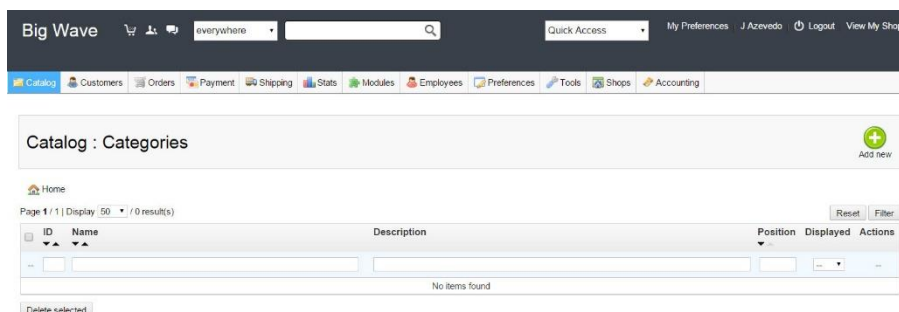 Big Wave everywhere Quick Access My Preferences J Azevedo Logout View My Shop
Catalog Customers Orders Payment Shipping Stats Modules Employees Preferences Tools Shops Accounting
Catalog : Categories
Add new
Home
Page 1 / 1 | Display 50 / 0 result(s) Reset Filter
ID Name Description Position Displayed Actions
-- -- --
No items found
Delete selected